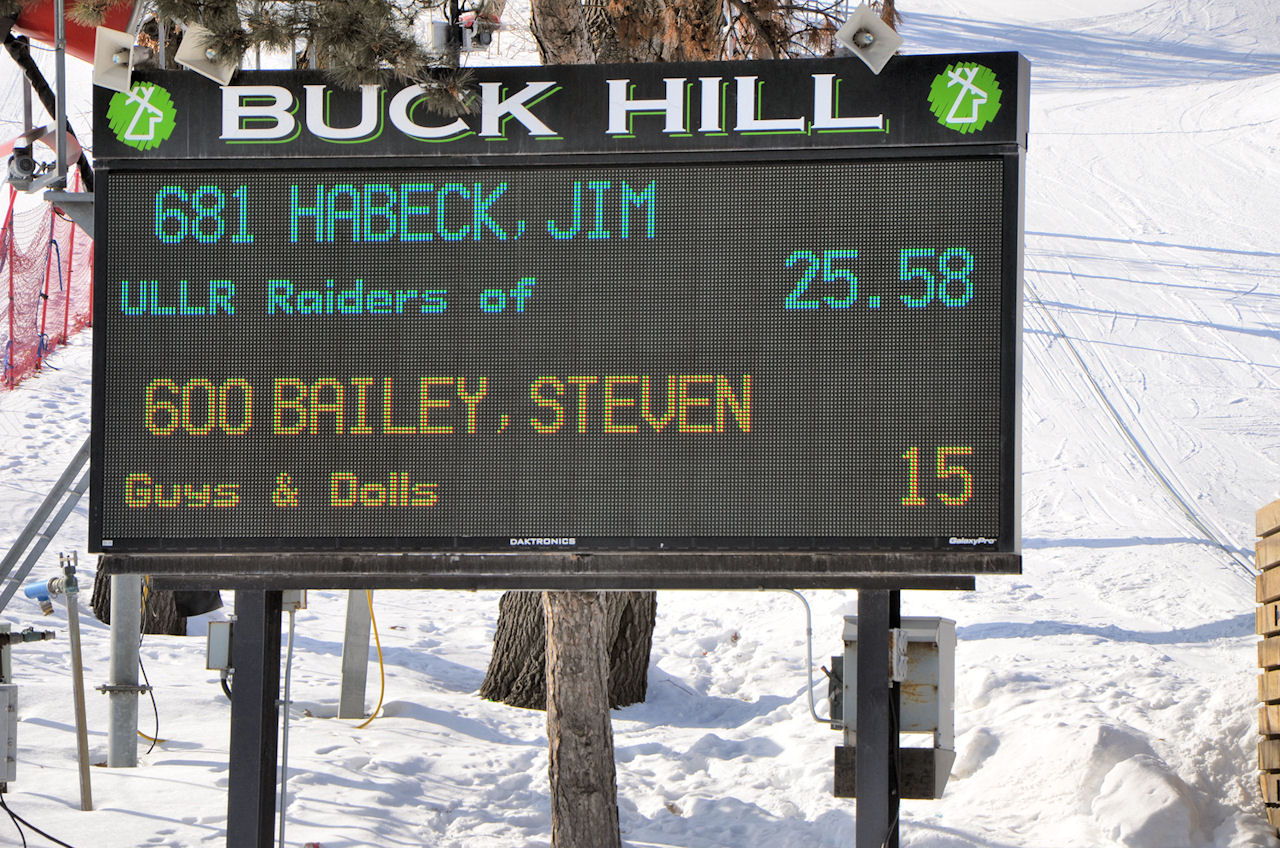 BUCK HILL
681 HABECK, JIM
25.58
ULLR Raiders of
600 BAILEY, STEVEN
15
Guys & Dolls
DAKTRONICS
GalaxyPro